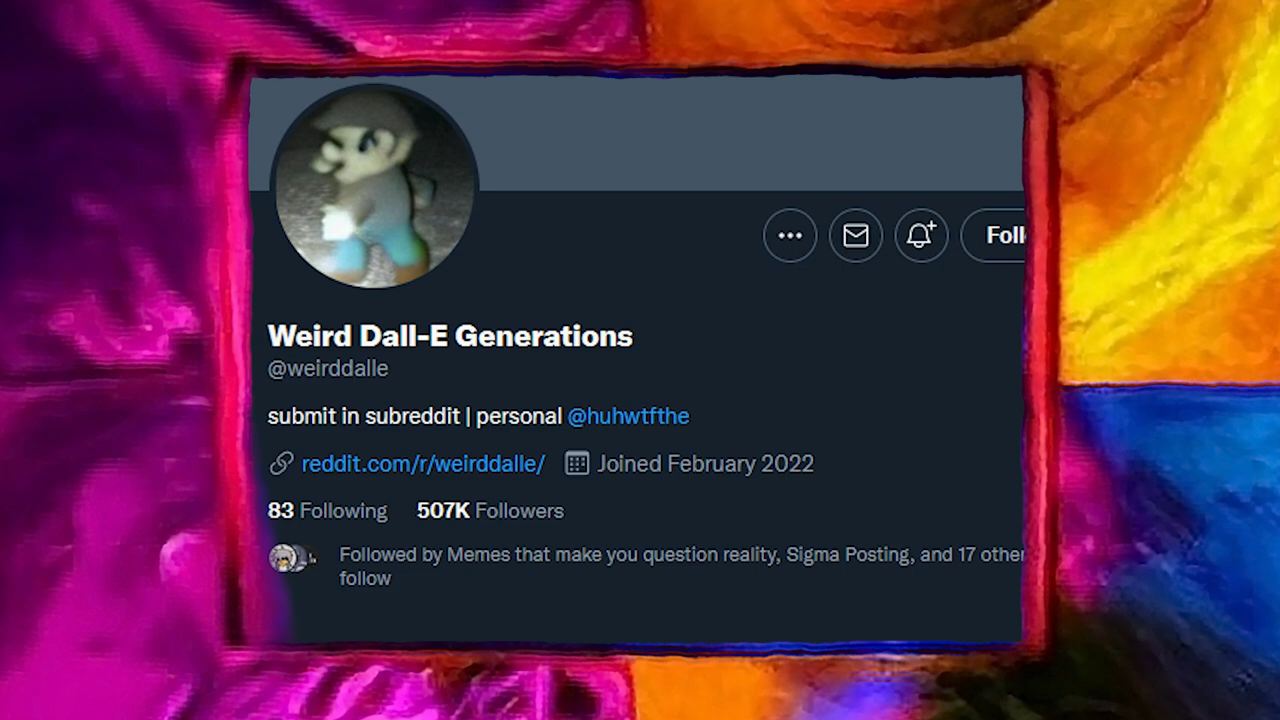 Weird Dall-E Generations
@weirddalle
submit in subreddit | personal @huhwtfthe
reddit.com/r/weirddalle/ Joined February 2022
83 Following 507K Followers
Followed by Memes that make you question reality, Sigma Posting, and 17 other
follow